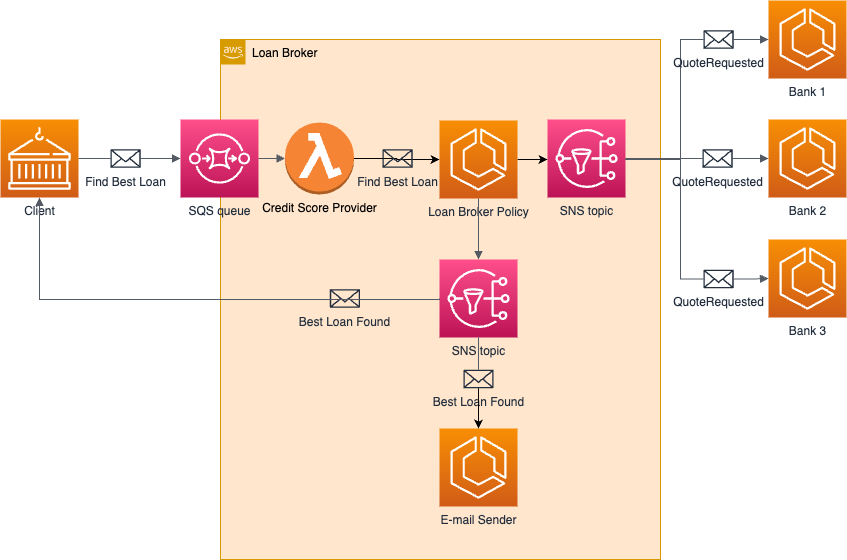 aws
Loan Broker
QuoteRequested
Bank 1
Find Best Loan
Find Best Loan
QuoteRequested
Client
SQS queue
Credit Score Provider
Loan Broker Policy
SNS topic
Bank 2
QuoteRequested
Bank 3
Best Loan Found
SNS topic
Best Loan Found
E-mail Sender